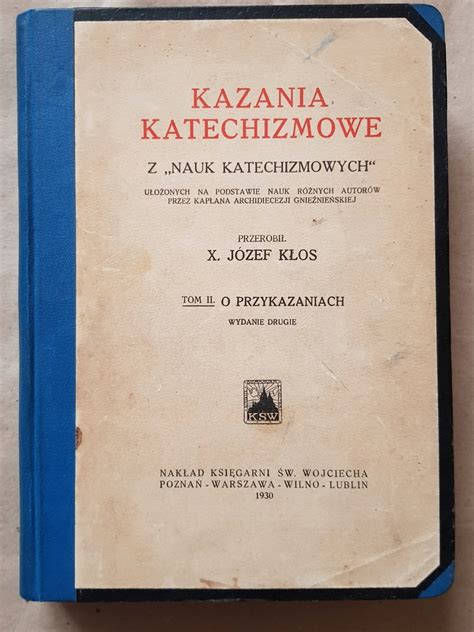 KAZANIA
KATECHIZMOWE
Z „NAUK KATECHIZMOWYCH“
UŁOŻONYCH NA PODSTAWIE NAUK RÓŻNYCH AUTORÓW
PRZEZ KAPŁANA ARCHIDIECEZJI GNIEŹNIEŃSKIEJ
PRZEROBIŁ
X. JÓZEF KŁOS
TOM II. O PRZYKAZANIACH
WYDANIE DRUGIE
KSW
NAKŁAD KSIĘGARNI ŚW. WOJCIECHA
POZNAŃ - WARSZAWA - WILNO - LUBLIN
1930